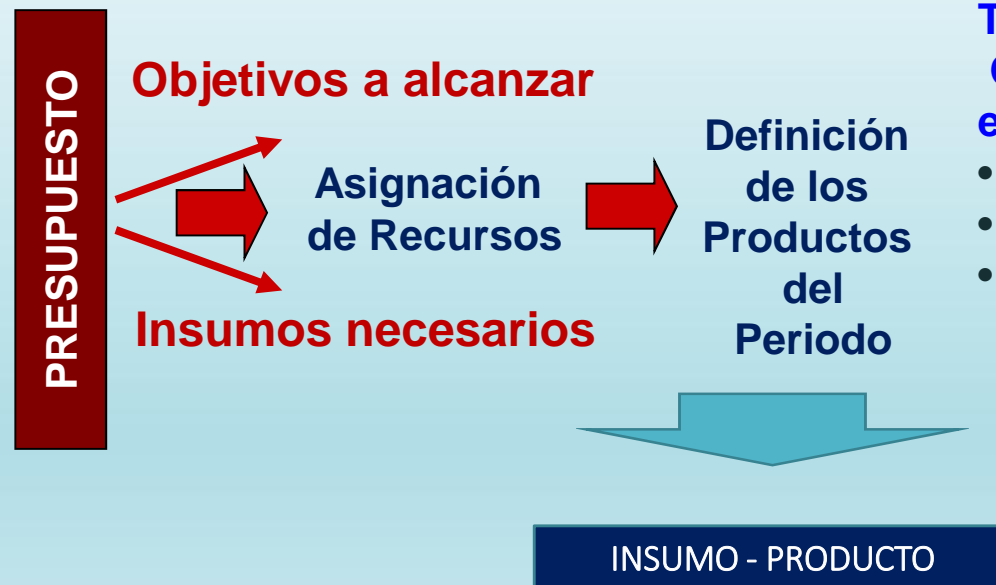 PRESUPUESTO
Objetivos a alcanzar
Asignación
de Recursos
Insumos necesarios
Definición
de los
Productos
del
Periodo
INSUMO - PRODUCTO